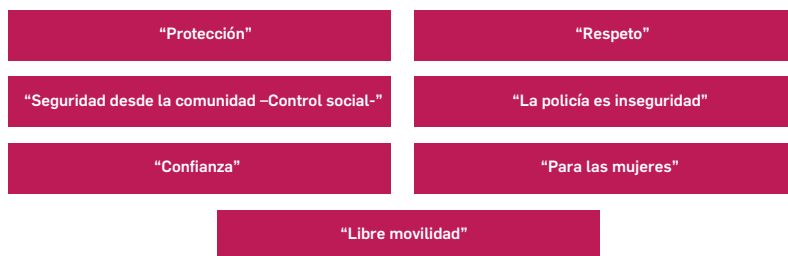 “Protección”
“Respeto”
“Seguridad desde la comunidad –Control social-”
“La policía es inseguridad”
“Confianza”
“Para las mujeres”
“Libre movilidad”